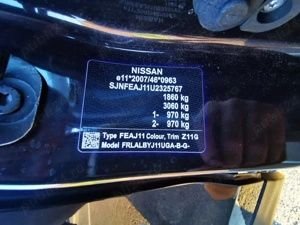 NISSAN
e11*2007/46*0963
SJNFEAJ11U2325767
1860 kg
3060 kg
1- 970 kg
2- 970 kg
Type FEAJ11 Colour, Trim Z11G
Model FRLALBYJ11UGA-B-G-